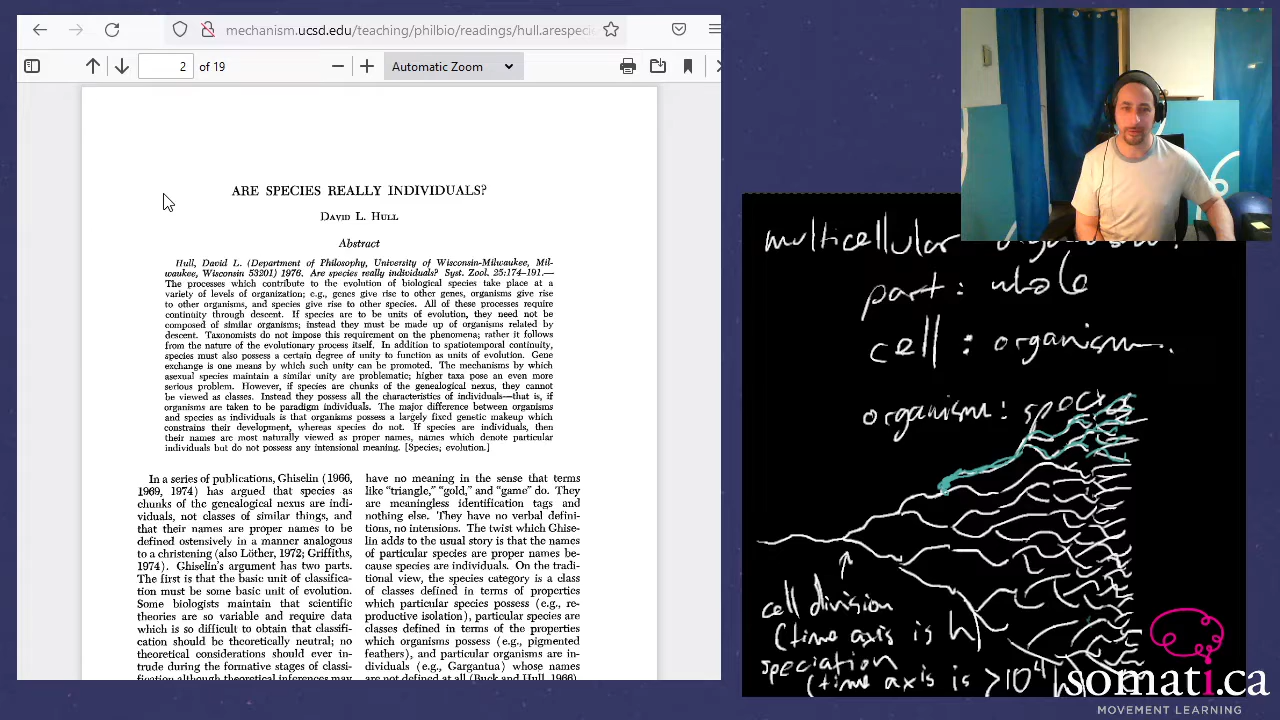 mechanism.ucsd.edu/teaching/philbio/readings/hull.arespeci
2 of 19
Automatic Zoom
ARE SPECIES REALLY INDIVIDUALS?
DAVID L. HULL
Abstract
Hull, David L. (Department of Philosophy, University of Wisconsin-Milwaukee, Mil-
waukee, Wisconsin 53201) 1976. Are species really individuals? Syst. Zool. 25:174–191.—
The processes which contribute to the evolution of biological species take place at a
variety of levels of organization; e.g., genes give rise to other genes, organisms give rise
to other organisms, and species give rise to other species. All of these processes require
continuity through descent. If species are to be units of evolution, they need not be
composed of similar organisms; instead they must be made up of organisms related by
descent. Taxonomists do not impose this requirement on the phenomena; rather it follows
from the nature of the evolutionary process itself. In addition to spatiotemporal continuity,
species must also possess a certain degree of unity to function as units of evolution. Gene
exchange is one means by which such unity can be promoted. The mechanisms by which
asexual species maintain a similar unity are problematic; higher taxa pose an even more
serious problem. However, if species are chunks of the genealogical nexus, they cannot
be viewed as classes. Instead they possess all the characteristics of individuals—that is, if
organisms are taken to be paradigm individuals. The major difference between organisms
and species as individuals is that organisms possess a largely fixed genetic makeup which
constrains their development, whereas species do not. If species are individuals, then
their names are most naturally viewed as proper names, names which denote particular
individuals but do not possess any intensional meaning. [Species; evolution.]
In a series of publications, Ghiselin (1966,
1969, 1974) has argued that species as
chunks of the genealogical nexus are indi-
viduals, not classes of similar things, and
that their names are proper names to be
defined ostensively in a manner analogous
to a christening (also Löther, 1972; Griffiths,
1974). Ghiselin's argument has two parts.
The first is that the basic unit of classifica-
tion must be some basic unit of evolution.
Some biologists maintain that scientific
theories are so variable and require data
which is so difficult to obtain that classifi-
cation should be theoretically neutral; no
theoretical considerations should ever in-
trude during the formative stages of classi-
fication although theoretical inferences may
have no meaning in the sense that terms
like "triangle," "gold," and "game" do. They
are meaningless identification tags and
nothing else. They have no verbal defini-
tions, no intensions. The twist which Ghise-
lin adds to the usual story is that the names
of particular species are proper names be-
cause species are individuals. On the tradi-
tional view, the species category is a class
of classes defined in terms of properties
which particular species possess (e.g., re-
productive isolation), particular species are
classes defined in terms of the properties
which organisms possess (e.g., pigmented
feathers), and particular organisms are in-
dividuals (e.g., Gargantua) whose names
are not defined at all (Buck and Hull, 1966).
multicellular
part : whole
cell : organism.
organism : species
cell division
(time axis is h)
speciation
(time axis is >10⁴ h)
somati.ca
MOVEMENT LEARNING